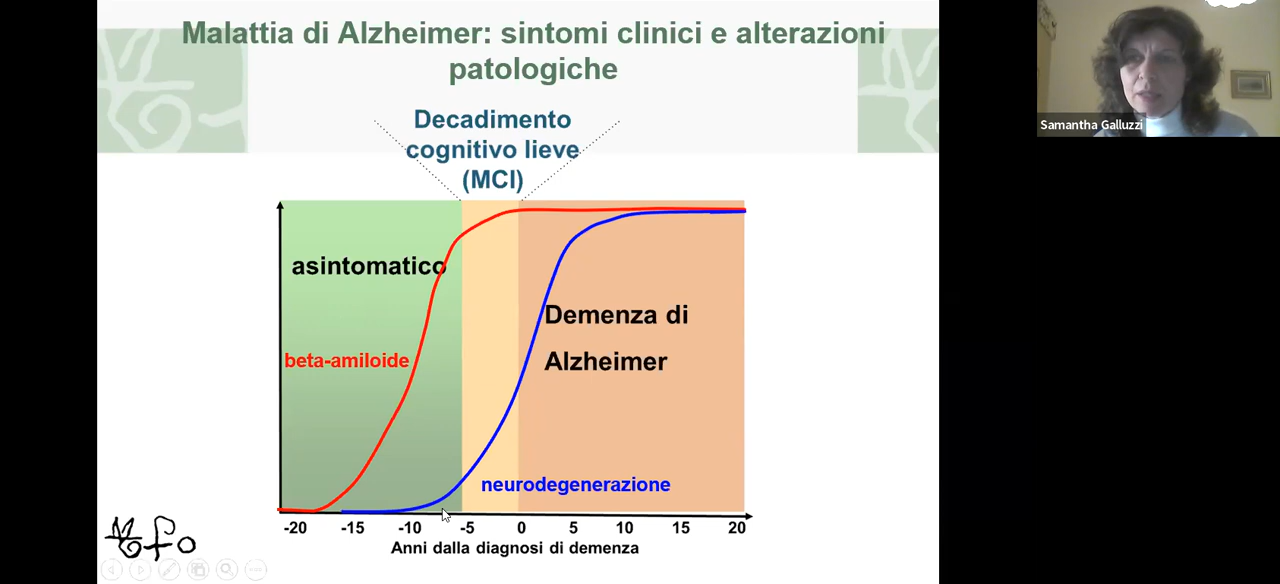 Malattia di Alzheimer: sintomi clinici e alterazioni
patologiche
Samantha Galluzzi
Decadimento
cognitivo lieve
(MCI)
asintomatico
Demenza di
Alzheimer
beta-amiloide
neurodegenerazione
-20 -15 -10 -5 0 5 10 15 20
Anni dalla diagnosi di demenza